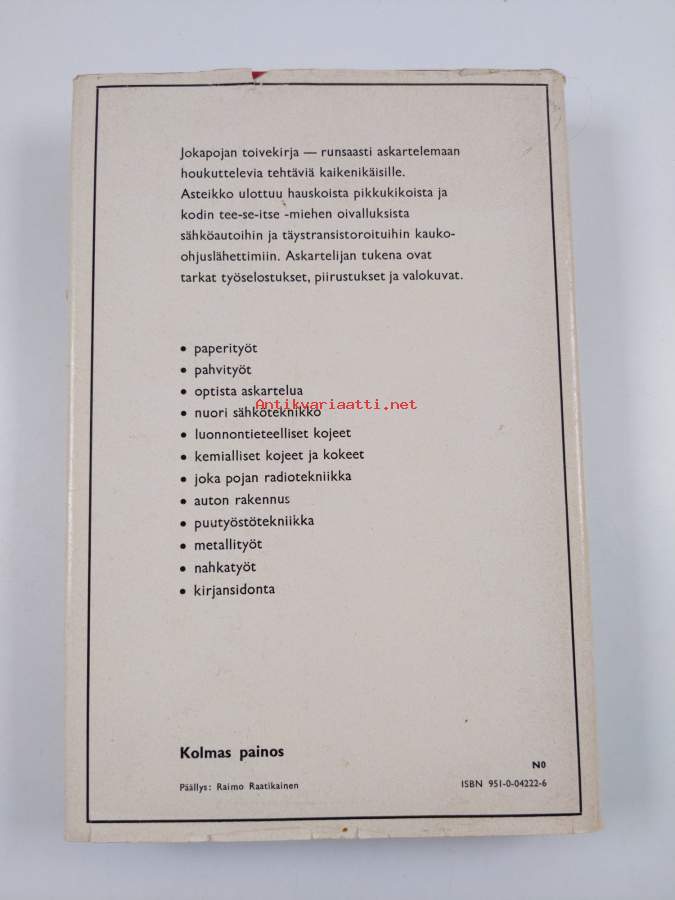 Jokapojan toivekirja — runsaasti askartelemaan
houkuttelevia tehtäviä kaikenikäisille.
Asteikko ulottuu hauskoista pikkukikoista ja
kodin tee-se-itse -miehen oivalluksista
sähköautoihin ja täystransistoroituihin kauko-
ohjuslähettimiin. Askartelijan tukena ovat
tarkat työselostukset, piirustukset ja valokuvat.
• paperityöt
• pahvityöt
• optista askartelua
Antikvariaatti.net
• nuori sähköteknikko
• luonnontieteelliset kojeet
• kemialliset kojeet ja kokeet
• joka pojan radiotekniikka
• auton rakennus
• puutyöstötekniikka
• metallityöt
• nahkatyöt
• kirjansidonta
Kolmas painos
N0
Päällys: Raimo Raatikainen
ISBN 951-0-04222-6